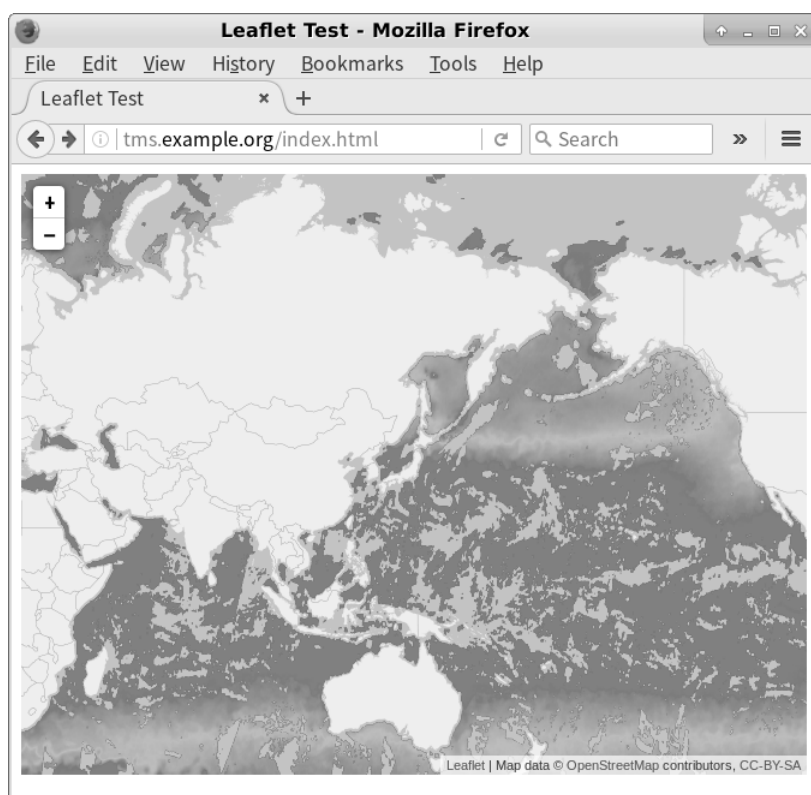 Leaflet Test - Mozilla Firefox
File Edit View History Bookmarks Tools Help
Leaflet Test × +
tms.example.org/index.html Search »
+
−
Leaflet | Map data © OpenStreetMap contributors, CC-BY-SA